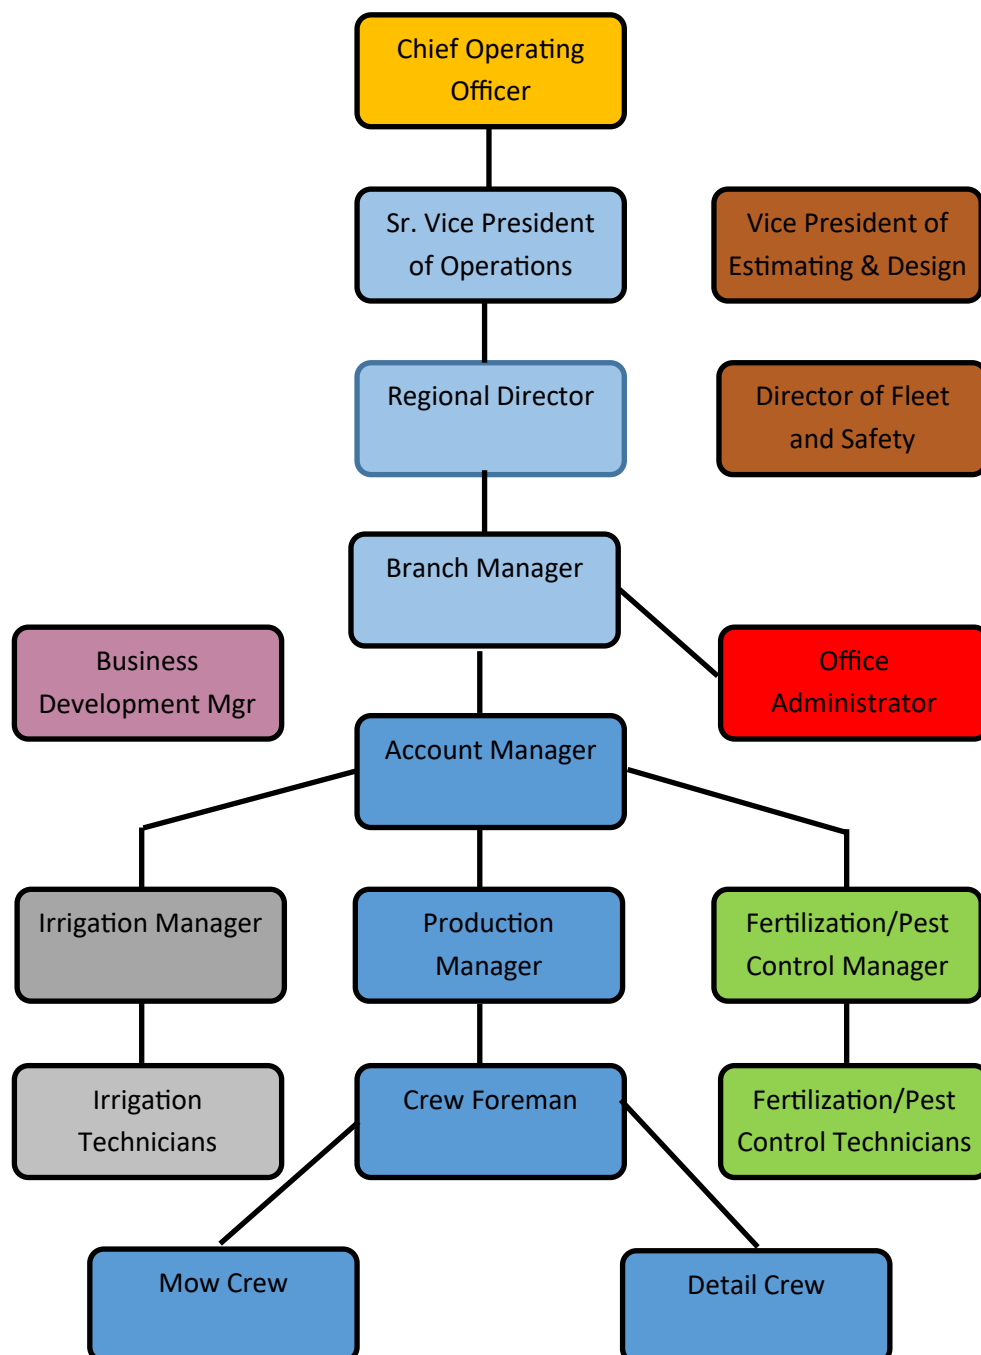 Chief Operating
Officer
Sr. Vice President
of Operations
Vice President of
Estimating & Design
Regional Director
Director of Fleet
and Safety
Branch Manager
Business
Development Mgr
Office
Administrator
Account Manager
Irrigation Manager
Production
Manager
Fertilization/Pest
Control Manager
Irrigation
Technicians
Crew Foreman
Fertilization/Pest
Control Technicians
Mow Crew
Detail Crew